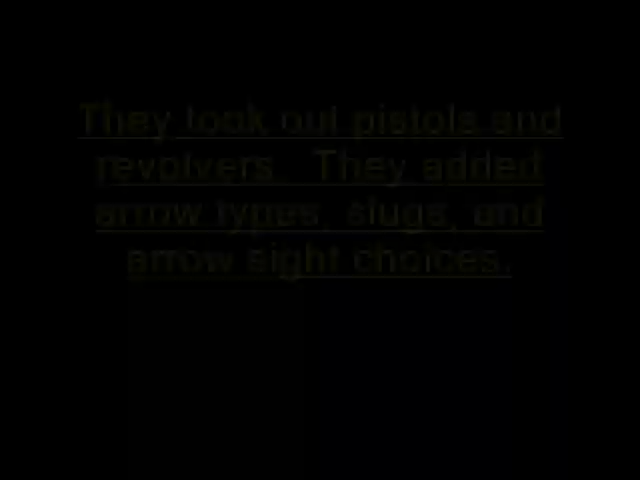 They took out pistols and
revolvers.  They added
arrow types, slugs, and
arrow sight choices.